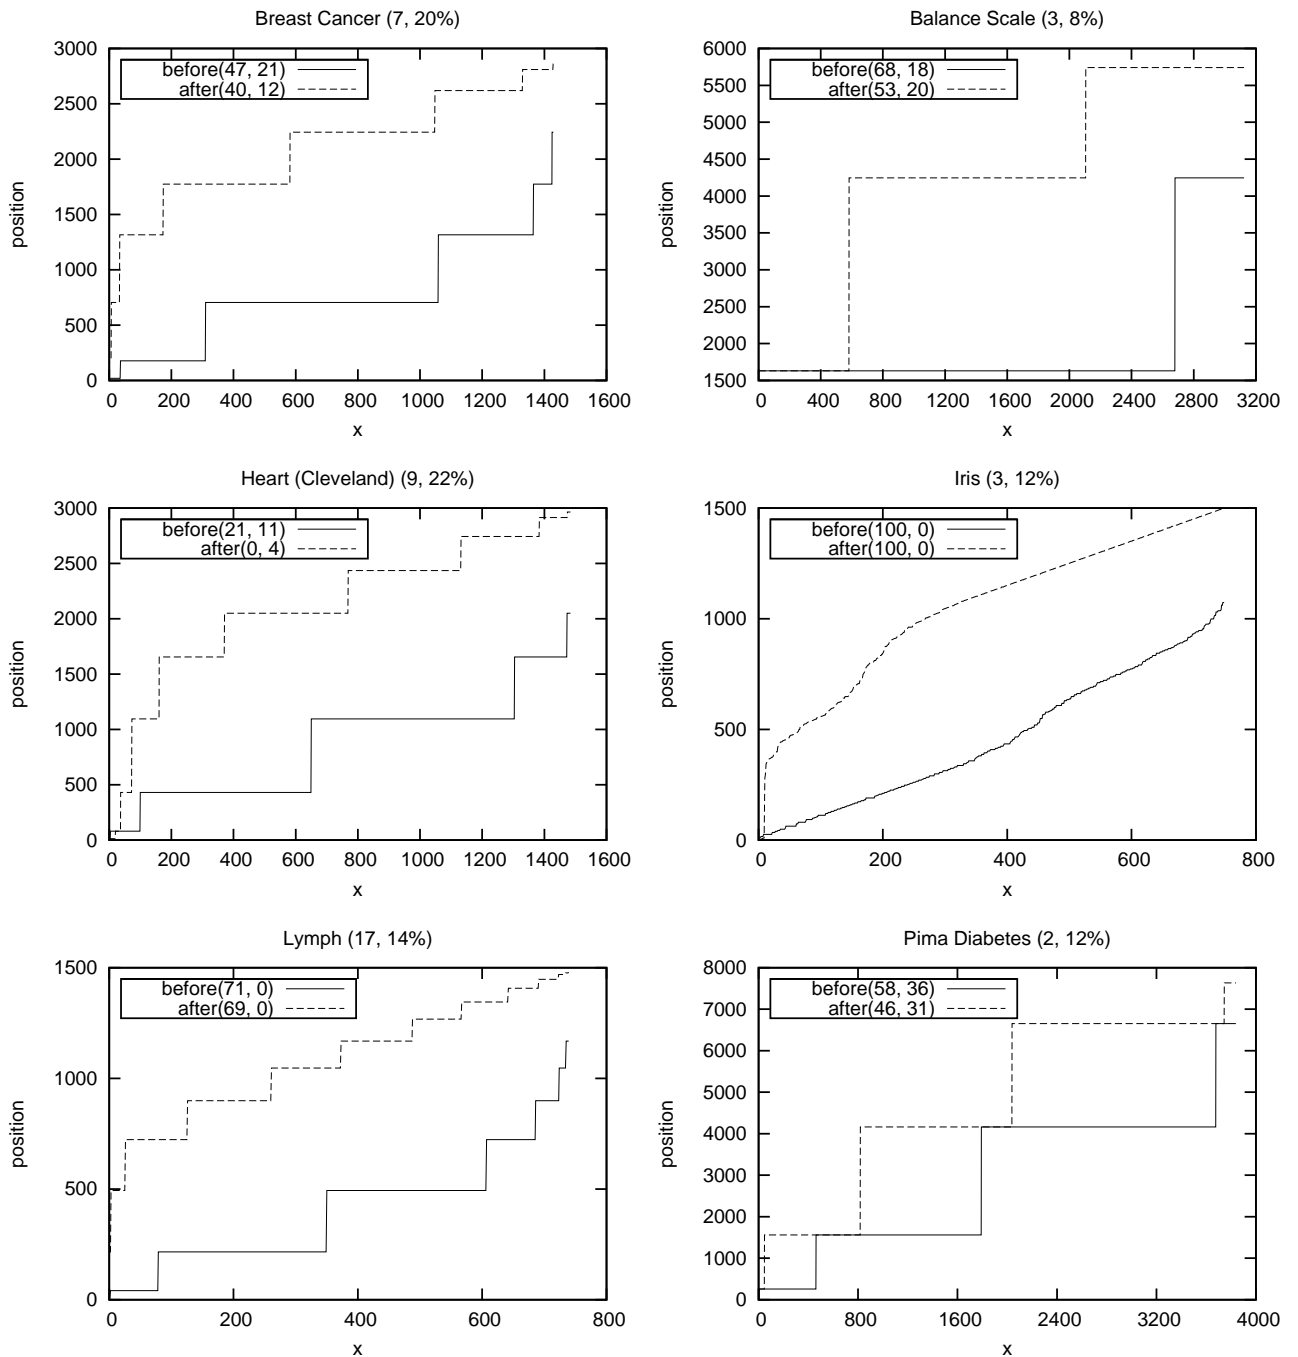 Breast Cancer (7, 20%)
3000
2500
2000
1500
1000
500
0
position
before(47, 21)
after(40, 12)
0 200 400 600 800 1000 1200 1400 1600
x
Balance Scale (3, 8%)
6000
5500
5000
4500
4000
3500
3000
2500
2000
1500
position
before(68, 18)
after(53, 20)
0 400 800 1200 1600 2000 2400 2800 3200
x
Heart (Cleveland) (9, 22%)
3000
2500
2000
1500
1000
500
0
position
before(21, 11)
after(0, 4)
0 200 400 600 800 1000 1200 1400 1600
x
Iris (3, 12%)
1500
1000
500
0
position
before(100, 0)
after(100, 0)
0 200 400 600 800
x
Lymph (17, 14%)
1500
1000
500
0
position
before(71, 0)
after(69, 0)
0 200 400 600 800
x
Pima Diabetes (2, 12%)
8000
7000
6000
5000
4000
3000
2000
1000
0
position
before(58, 36)
after(46, 31)
0 800 1600 2400 3200 4000
x